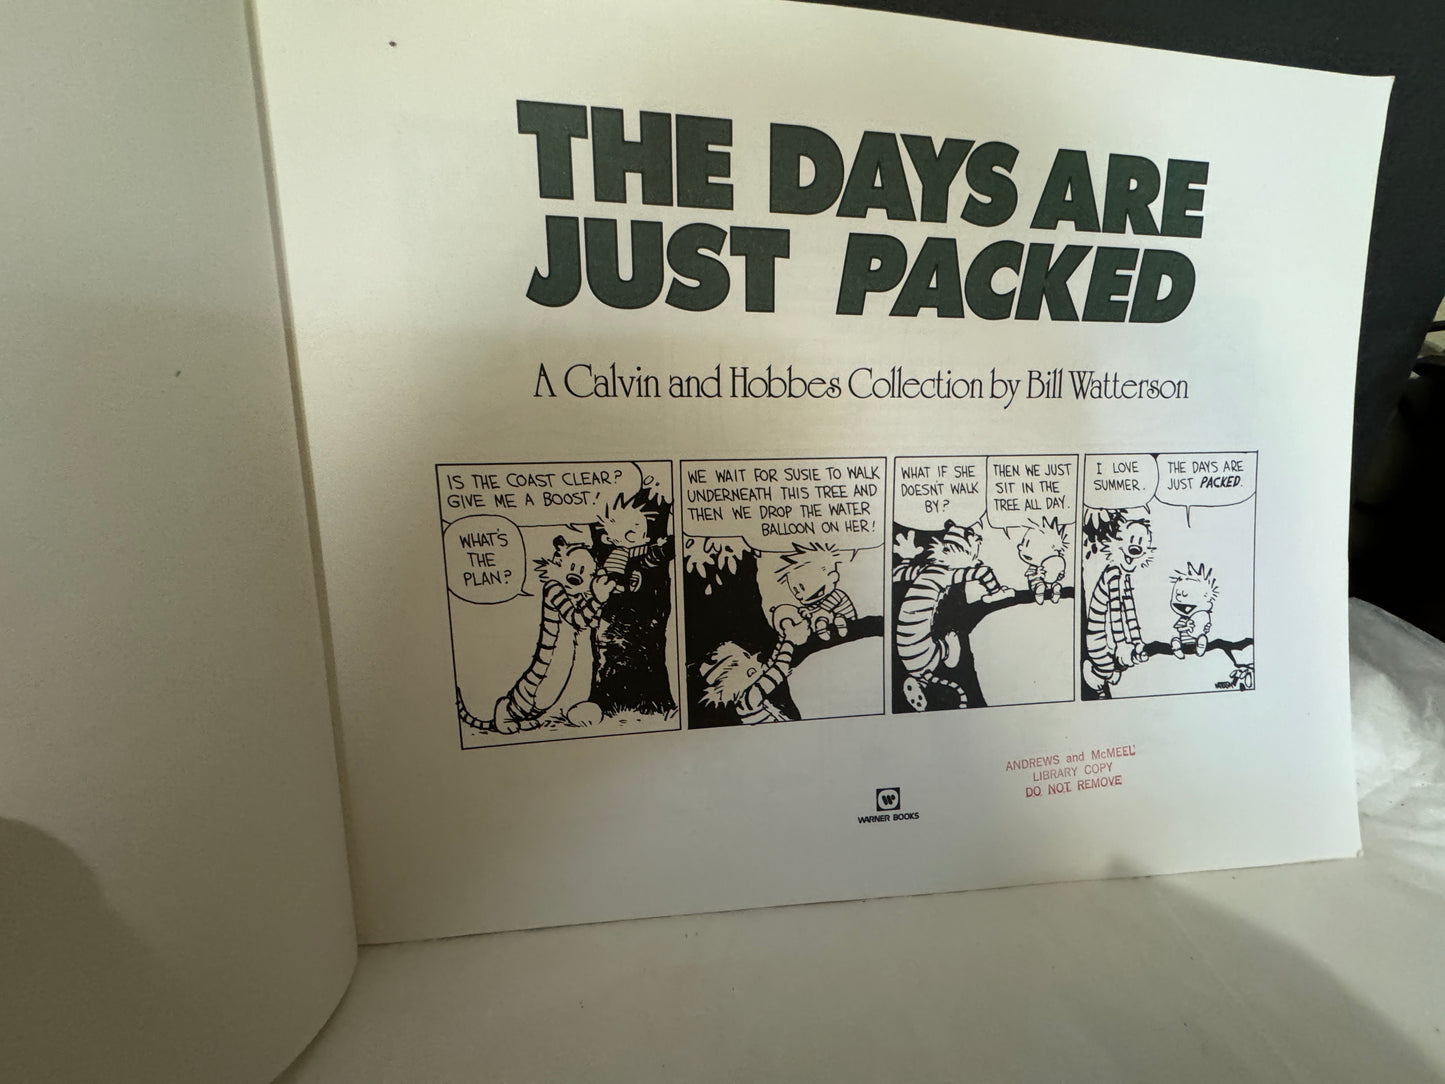 THE DAYS ARE
JUST PACKED
A Calvin and Hobbes Collection by Bill Watterson
IS THE COAST CLEAR?
GIVE ME A BOOST!
WHAT'S
THE
PLAN?
WE WAIT FOR SUSIE TO WALK
UNDERNEATH THIS TREE AND
THEN WE DROP THE WATER
BALLOON ON HER!
WHAT IF SHE
DOESN'T WALK
BY?
THEN WE JUST
SIT IN THE
TREE ALL DAY.
I LOVE
SUMMER.
THE DAYS ARE
JUST PACKED.
ANDREWS and McMEEL
LIBRARY COPY
DO NOT REMOVE
W
WARNER BOOKS